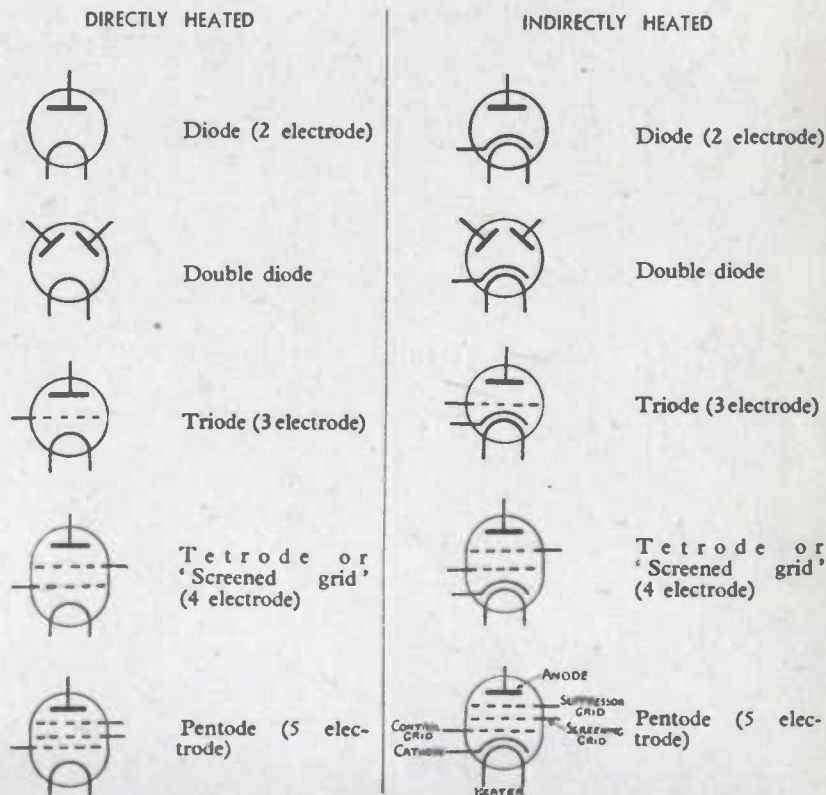 DIRECTLY HEATED
Diode (2 electrode)
Double diode
Triode (3 electrode)
Tetrode or
'Screened grid'
(4 electrode)
Pentode (5 elec-
trode)
INDIRECTLY HEATED
Diode (2 electrode)
Double diode
Triode (3 electrode)
Tetrode or
'Screened grid'
(4 electrode)
ANODE
SUPPRESSOR
GRID
SCREENING
GRID
CONTROL
GRID
CATHODE
HEATER
Pentode (5 elec-
trode)